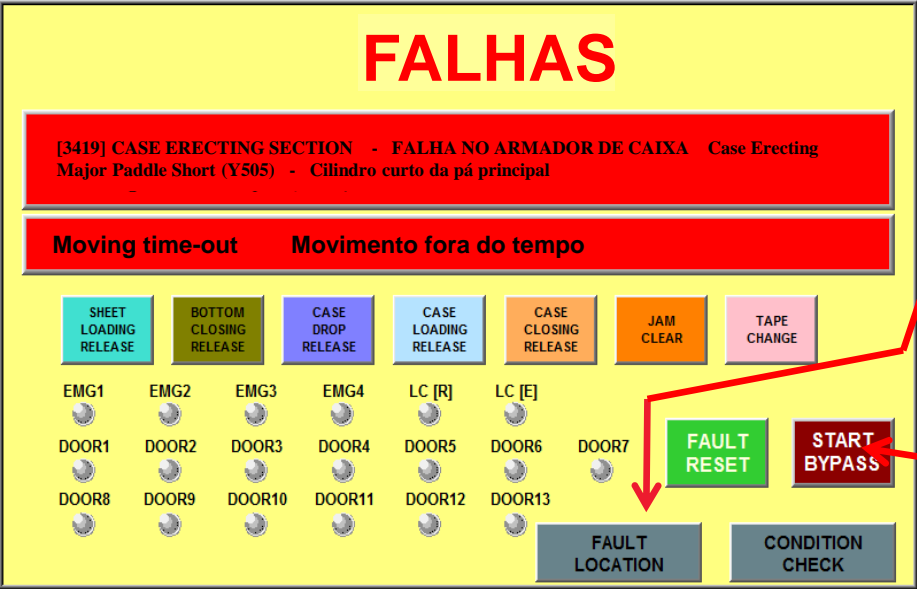 FALHAS
[3419] CASE ERECTING SECTION - FALHA NO ARMADOR DE CAIXA Case Erecting
Major Paddle Short (Y505) - Cilindro curto da pá principal
Moving time-out Movimento fora do tempo
SHEET LOADING RELEASE
BOTTOM CLOSING RELEASE
CASE DROP RELEASE
CASE LOADING RELEASE
CASE CLOSING RELEASE
JAM CLEAR
TAPE CHANGE
EMG1 EMG2 EMG3 EMG4 LC [R] LC [E]
DOOR1 DOOR2 DOOR3 DOOR4 DOOR5 DOOR6 DOOR7
DOOR8 DOOR9 DOOR10 DOOR11 DOOR12 DOOR13
FAULT RESET
START BYPASS
FAULT LOCATION
CONDITION CHECK